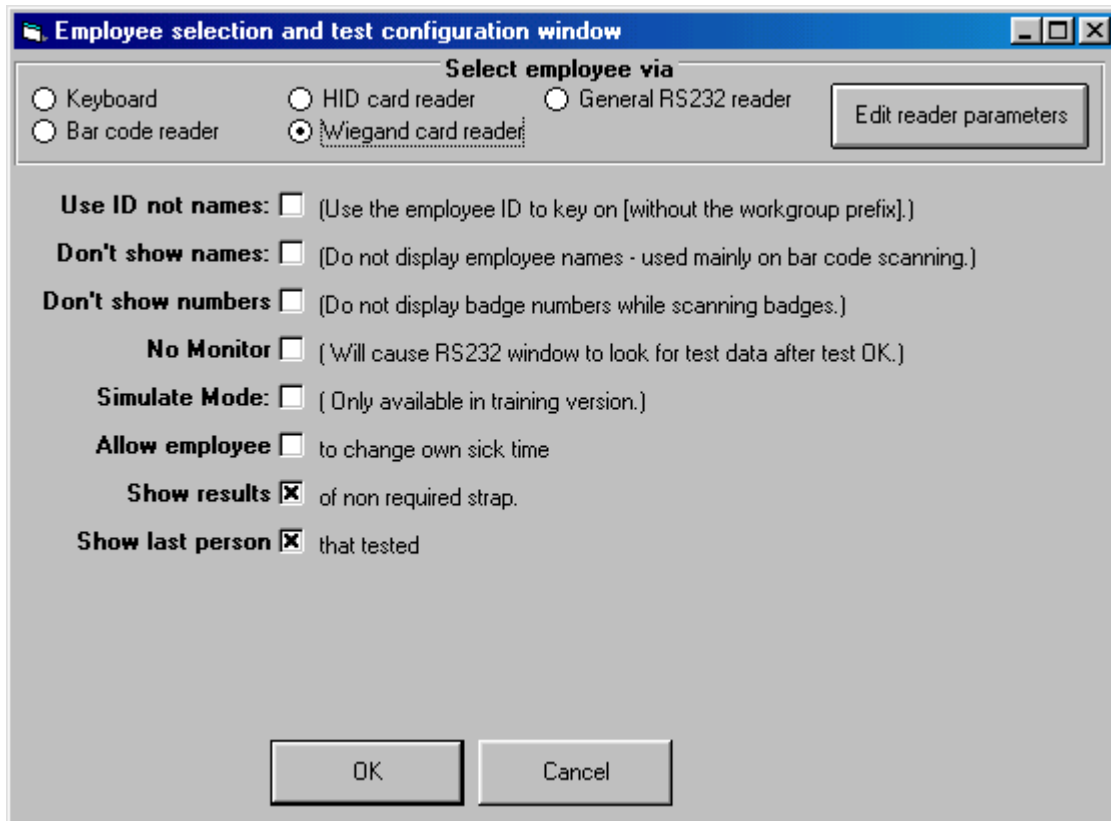 Employee selection and test configuration window
Select employee via
Keyboard HID card reader General RS232 reader
Edit reader parameters
Bar code reader Wiegand card reader
Use ID not names: (Use the employee ID to key on [without the workgroup prefix].)
Don't show names: (Do not display employee names - used mainly on bar code scanning.)
Don't show numbers (Do not display badge numbers while scanning badges.)
No Monitor ( Will cause RS232 window to look for test data after test OK.)
Simulate Mode: ( Only available in training version.)
Allow employee to change own sick time
Show results of non required strap.
Show last person that tested
OK Cancel